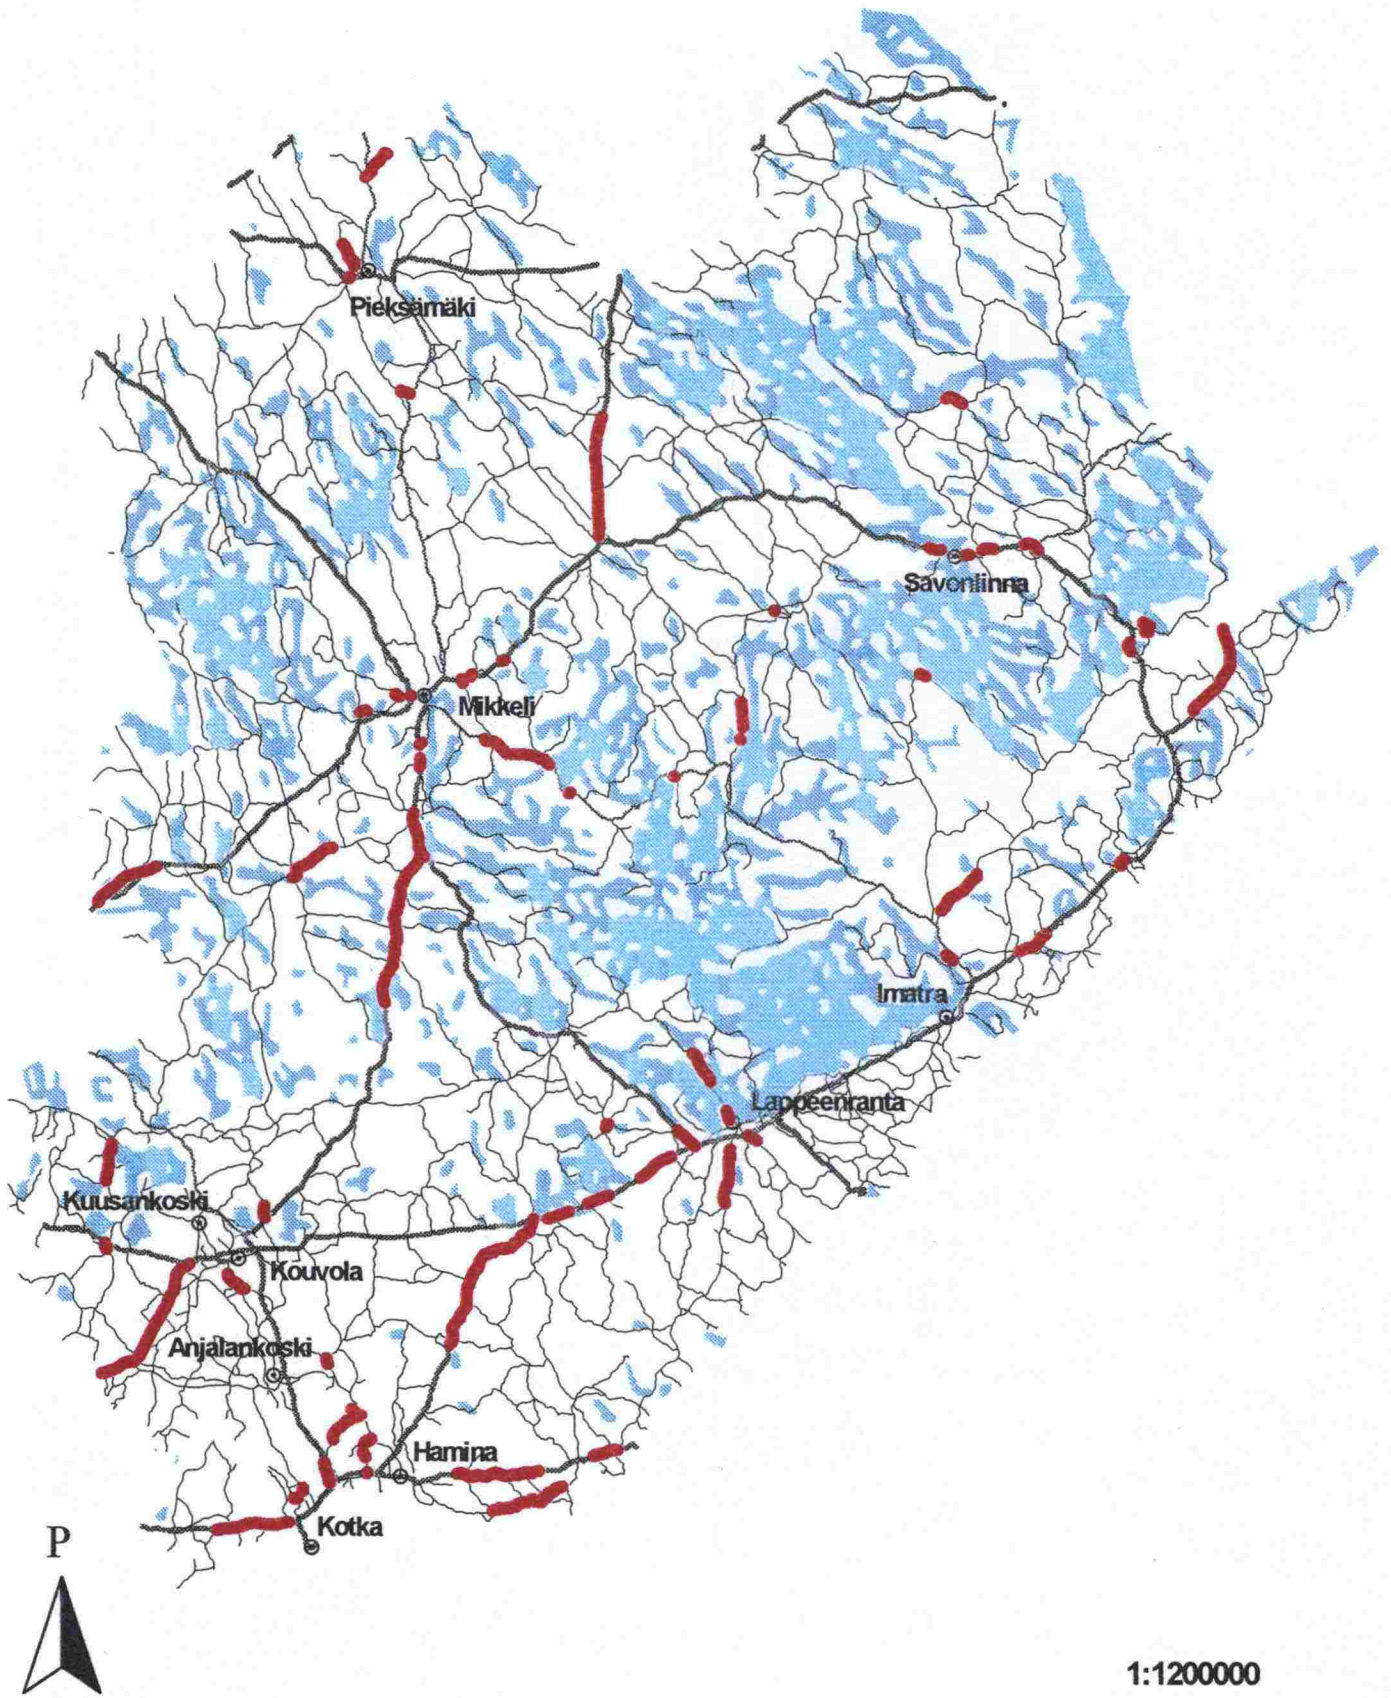 Pieksämäki
Savonlinna
Mikkeli
Imatra
Lappeenranta
Kuusankoski
Kouvola
Anjalankoski
Hamina
Kotka
P
1:1200000